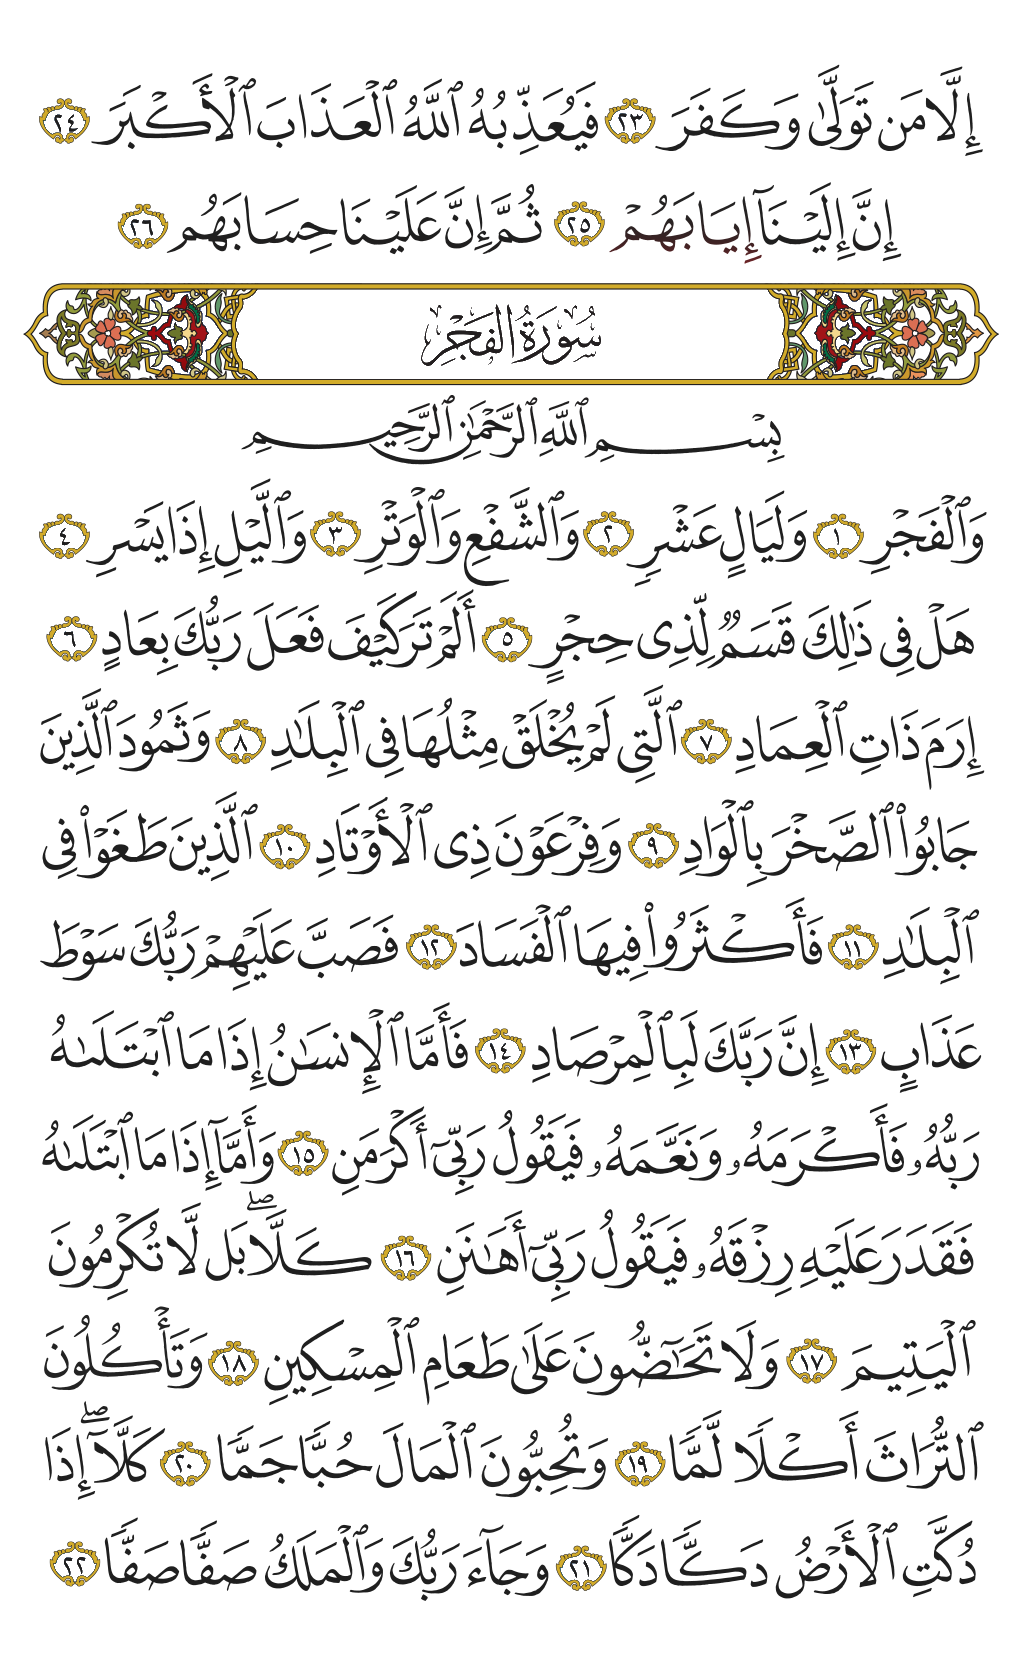 إِلَّا مَن تَوَلَّىٰ وَكَفَرَ ٢٣ فَيُعَذِّبُهُ ٱللَّهُ ٱلْعَذَابَ ٱلْأَكْبَرَ ٢٤
إِنَّ إِلَيْنَآ إِيَابَهُمْ ٢٥ ثُمَّ إِنَّ عَلَيْنَا حِسَابَهُم ٢٦
سُورَةُ الفَجْرِ
بِسْمِ ٱللَّهِ ٱلرَّحْمَٰنِ ٱلرَّحِيمِ
وَٱلْفَجْرِ ١ وَلَيَالٍ عَشْرٍ ٢ وَٱلشَّفْعِ وَٱلْوَتْرِ ٣ وَٱلَّيْلِ إِذَا يَسْرِ ٤
هَلْ فِى ذَٰلِكَ قَسَمٌ لِّذِى حِجْرٍ ٥ أَلَمْ تَرَ كَيْفَ فَعَلَ رَبُّكَ بِعَادٍ ٦
إِرَمَ ذَاتِ ٱلْعِمَادِ ٧ ٱلَّتِى لَمْ يُخْلَقْ مِثْلُهَا فِى ٱلْبِلَٰدِ ٨ وَثَمُودَ ٱلَّذِينَ
جَابُوا۟ ٱلصَّخْرَ بِٱلْوَادِ ٩ وَفِرْعَوْنَ ذِى ٱلْأَوْتَادِ ١٠ ٱلَّذِينَ طَغَوْا۟ فِى
ٱلْبِلَٰدِ ١١ فَأَكْثَرُوا۟ فِيهَا ٱلْفَسَادَ ١٢ فَصَبَّ عَلَيْهِمْ رَبُّكَ سَوْطَ
عَذَابٍ ١٣ إِنَّ رَبَّكَ لَبِٱلْمِرْصَادِ ١٤ فَأَمَّا ٱلْإِنسَٰنُ إِذَا مَا ٱبْتَلَىٰهُ
رَبُّهُۥ فَأَكْرَمَهُۥ وَنَعَّمَهُۥ فَيَقُولُ رَبِّىٓ أَكْرَمَنِ ١٥ وَأَمَّآ إِذَا مَا ٱبْتَلَىٰهُ
فَقَدَرَ عَلَيْهِ رِزْقَهُۥ فَيَقُولُ رَبِّىٓ أَهَٰنَنِ ١٦ كَلَّا ۖ بَل لَّا تُكْرِمُونَ
ٱلْيَتِيمَ ١٧ وَلَا تَحَٰٓضُّونَ عَلَىٰ طَعَامِ ٱلْمِسْكِينِ ١٨ وَتَأْكُلُونَ
ٱلتُّرَاثَ أَكْلًا لَّمًّا ١٩ وَتُحِبُّونَ ٱلْمَالَ حُبًّا جَمًّا ٢٠ كَلَّآ ۖ إِذَا
دُكَّتِ ٱلْأَرْضُ دَكًّا دَكًّا ٢١ وَجَآءَ رَبُّكَ وَٱلْمَلَكُ صَفًّا صَفًّا ٢٢